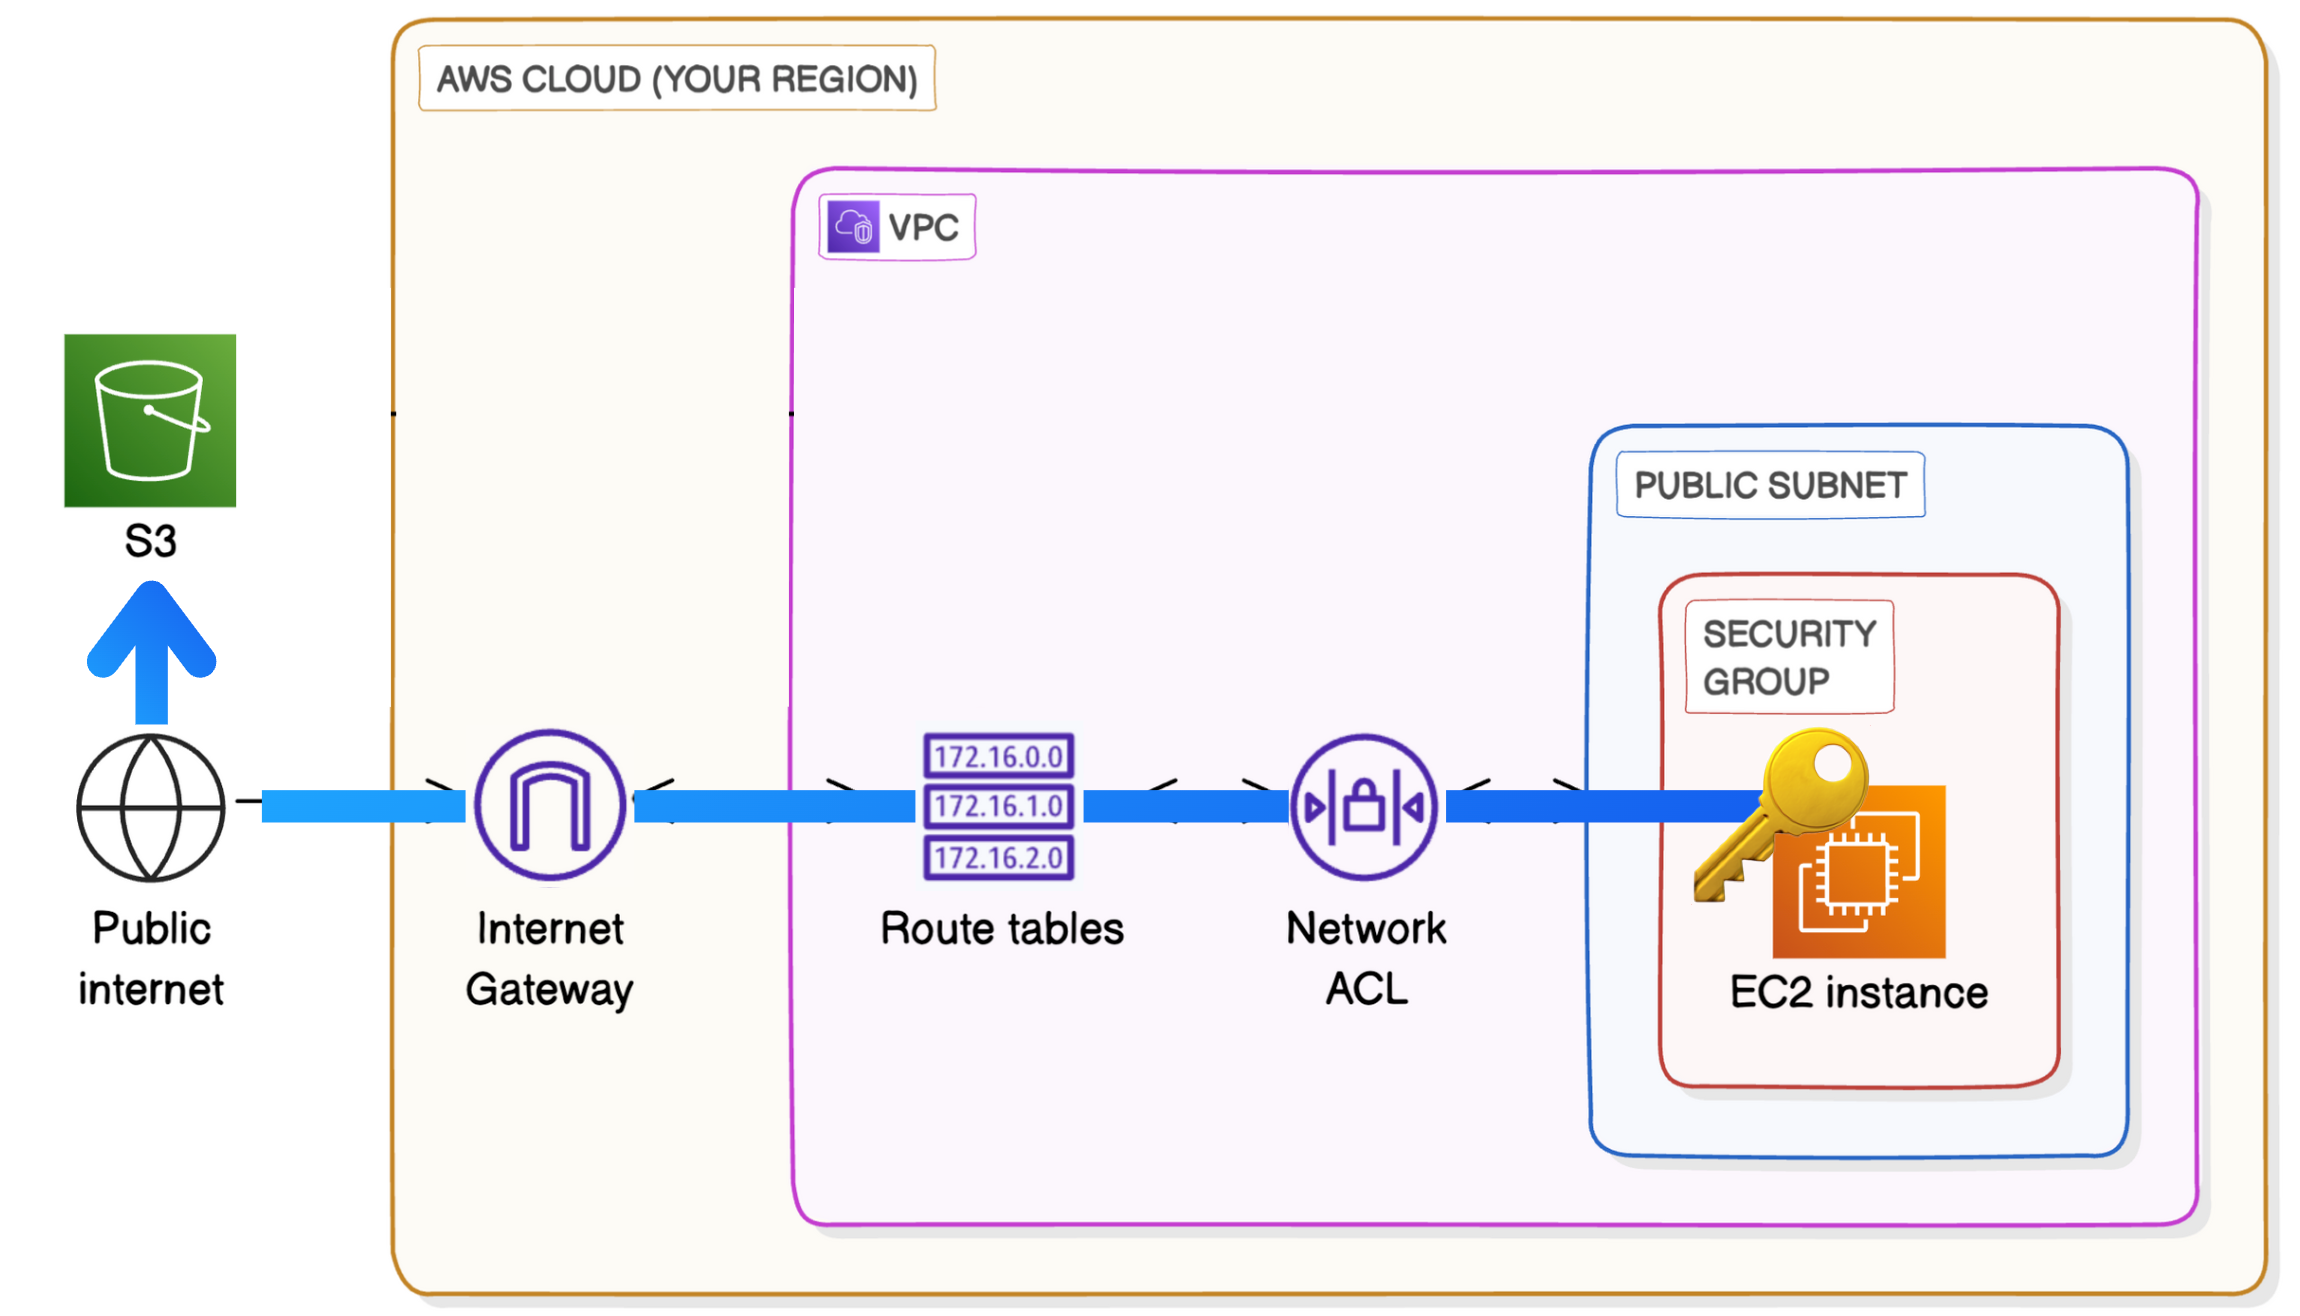 AWS CLOUD (YOUR REGION)
VPC
S3
PUBLIC SUBNET
SECURITY
GROUP
172.16.0.0
172.16.1.0
172.16.2.0
Public
internet
Internet
Gateway
Route tables
Network
ACL
EC2 instance